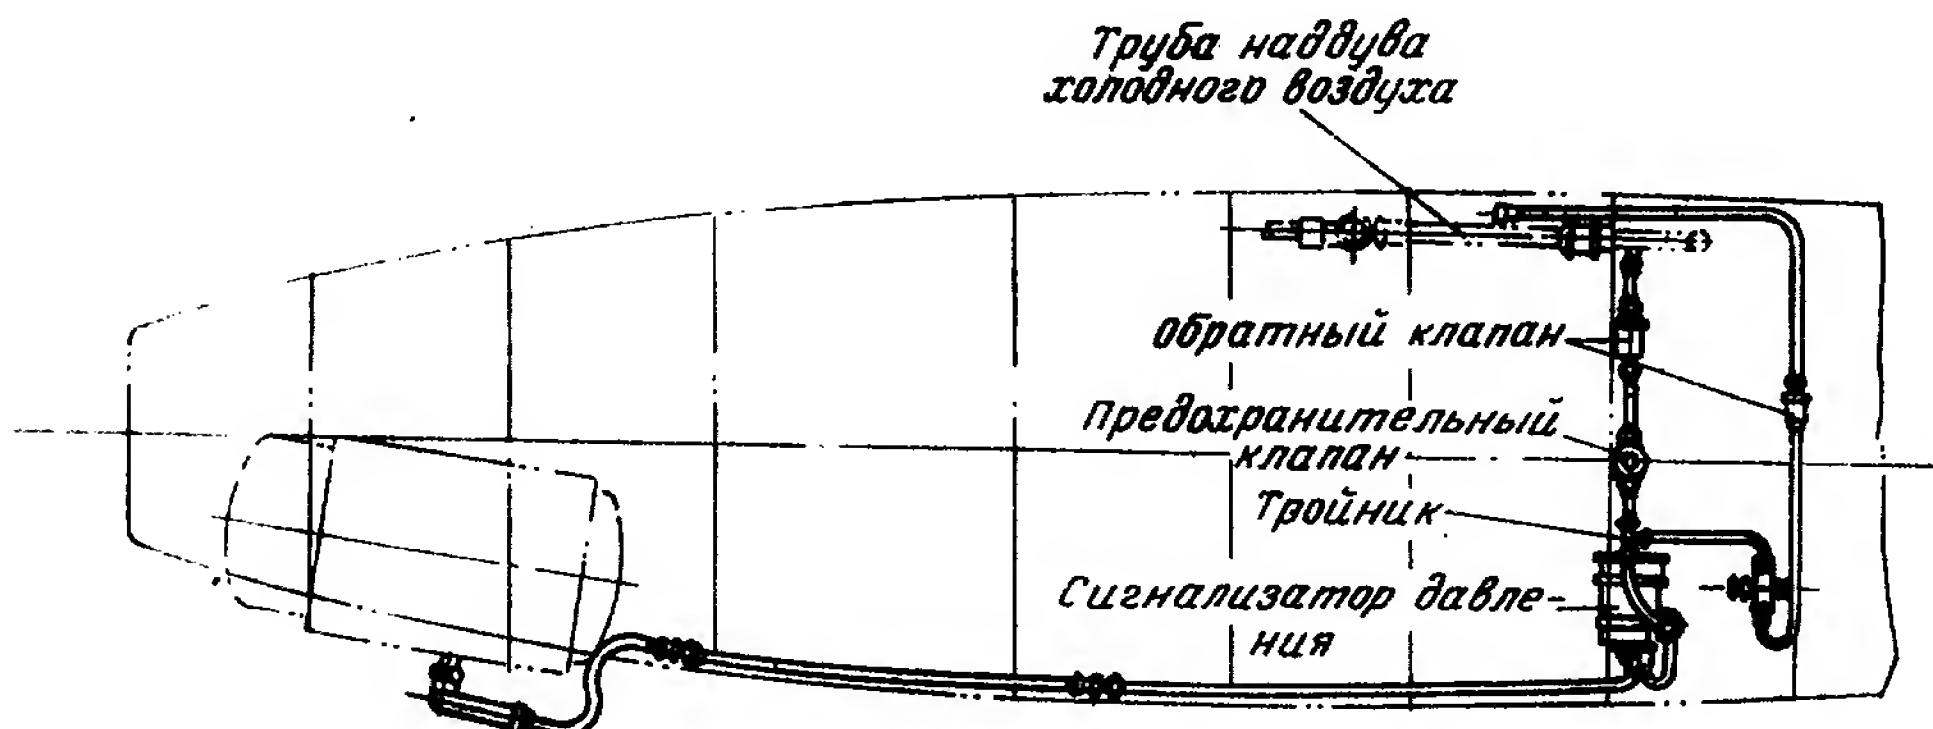 Труба наддува
холодного воздуха
Обратный клапан
Предохранительный
клапан
Тройник
Сигнализатор давле-
ния